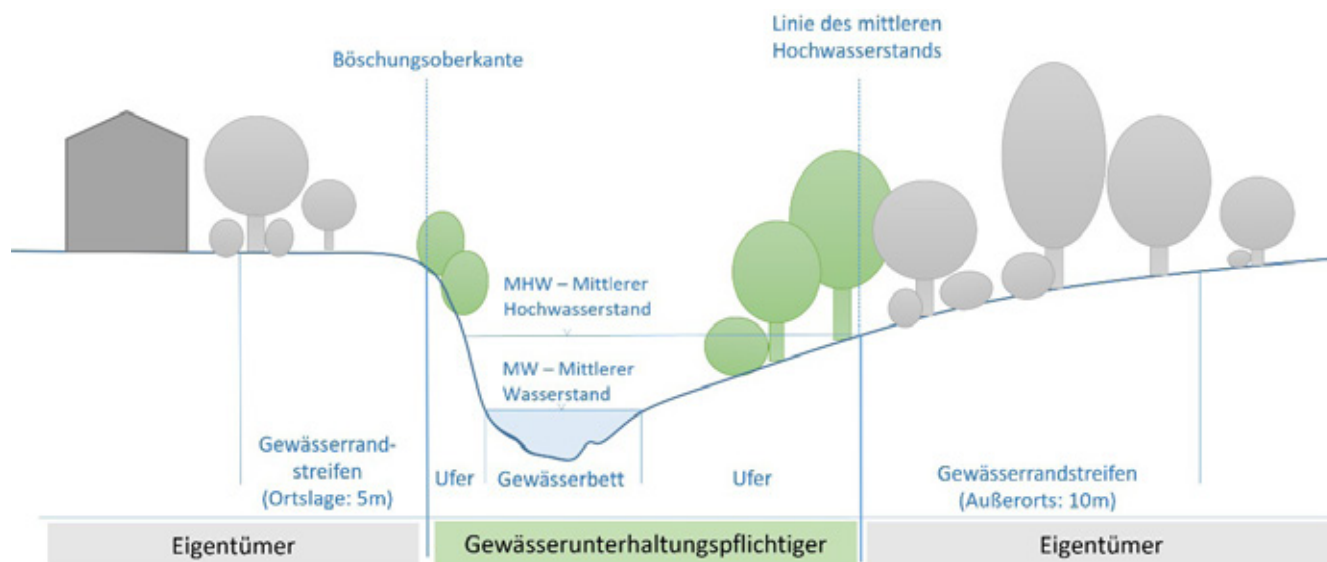 Linie des mittleren
Hochwasserstands
Böschungsoberkante
MHW – Mittlerer
Hochwasserstand
MW – Mittlerer
Wasserstand
Gewässerrand-
streifen
(Ortslage: 5m)
Ufer
Gewässerbett
Ufer
Gewässerrandstreifen
(Außerorts: 10m)
Eigentümer
Gewässerunterhaltungspflichtiger
Eigentümer